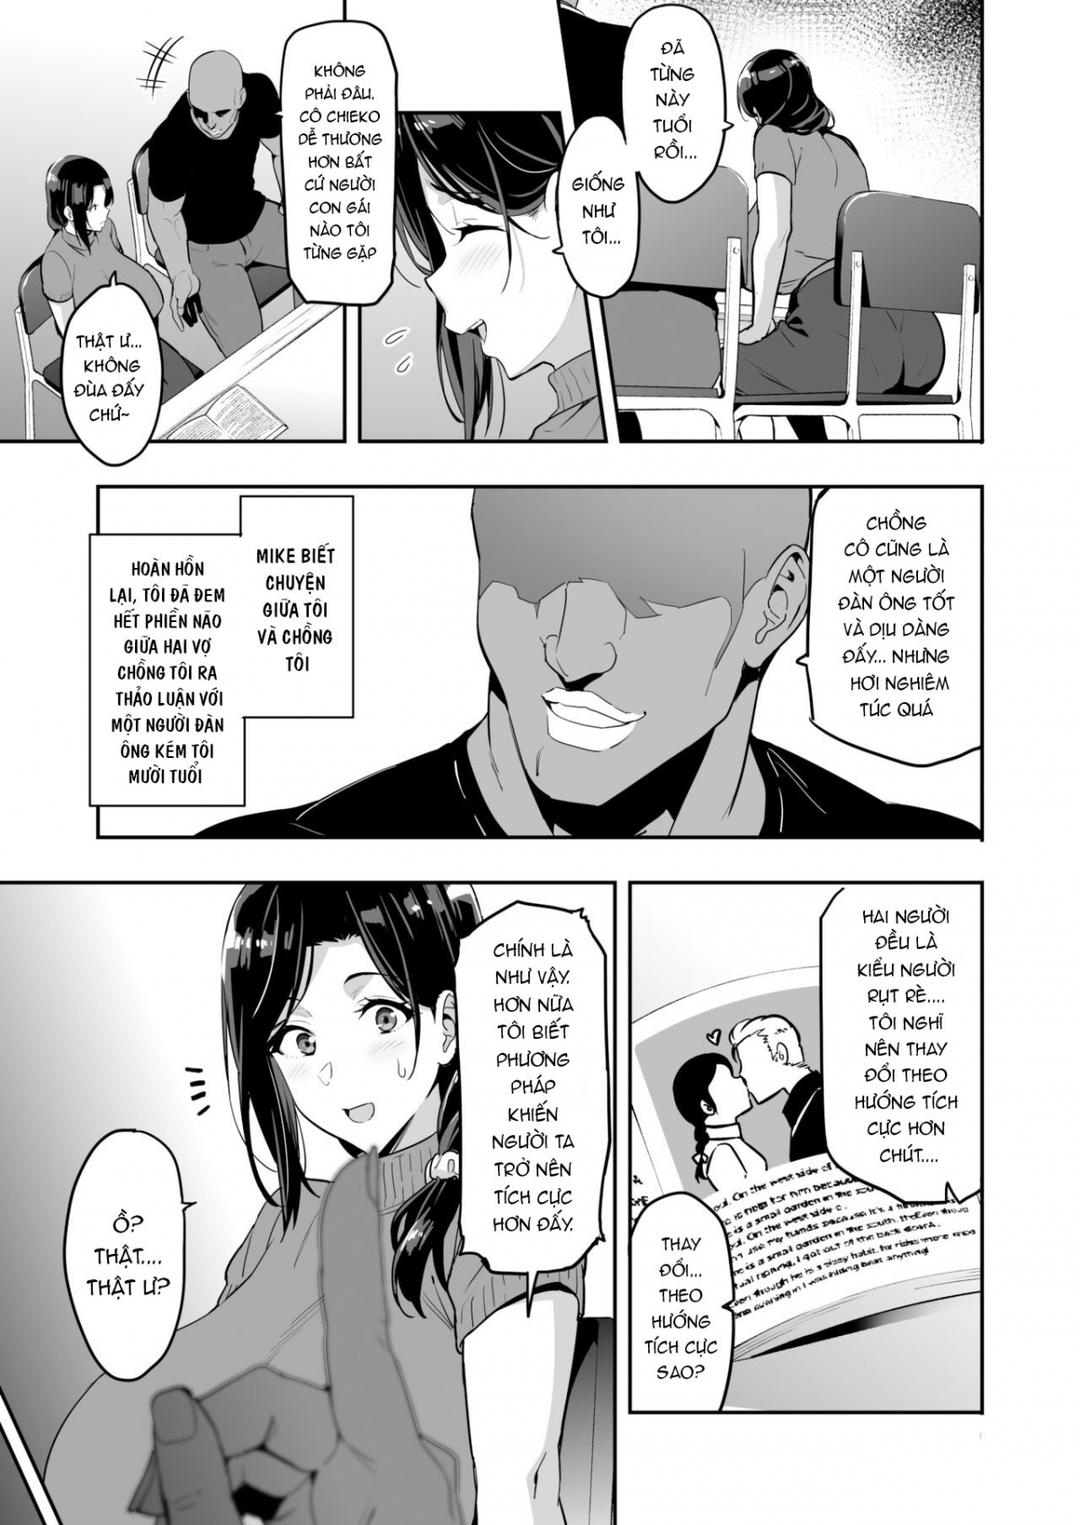 ĐÃ
TỪNG
NÀY
TUỔI
RỒI...
GIỐNG
NHƯ
TÔI...
KHÔNG
PHẢI ĐÂU.
CÔ CHIEKO
DỄ THƯƠNG
HƠN BẤT
CỨ NGƯỜI
CON GÁI
NÀO TÔI
TỪNG GẶP
THẬT Ư...
KHÔNG
ĐÙA ĐẤY
CHỨ~
CHỒNG
CÔ CŨNG LÀ
MỘT NGƯỜI
ĐÀN ÔNG TỐT
VÀ DỊU DÀNG
ĐẤY... NHƯNG
HƠI NGHIÊM
TÚC QUÁ
MIKE BIẾT
CHUYỆN
GIỮA TÔI
VÀ CHỒNG
TÔI
HOÀN HỒN
LẠI, TÔI ĐÃ ĐEM
HẾT PHIỀN NÃO
GIỮA HAI VỢ
CHỒNG TÔI RA
THẢO LUẬN VỚI
MỘT NGƯỜI ĐÀN
ÔNG KÉM TÔI
MƯỜI TUỔI
HAI NGƯỜI
ĐỀU LÀ
KIỂU NGƯỜI
RỤT RÈ....
TÔI NGHĨ
NÊN THAY
ĐỔI THEO
HƯỚNG TÍCH
CỰC HƠN
CHÚT....
THAY
ĐỔI...
THEO
HƯỚNG
TÍCH CỰC
SAO?
CHÍNH LÀ
NHƯ VẬY.
HƠN NỮA
TÔI BIẾT
PHƯƠNG
PHÁP
KHIẾN
NGƯỜI TA
TRỞ NÊN
TÍCH CỰC
HƠN ĐẤY.
Ồ?
THẬT....
THẬT Ư?